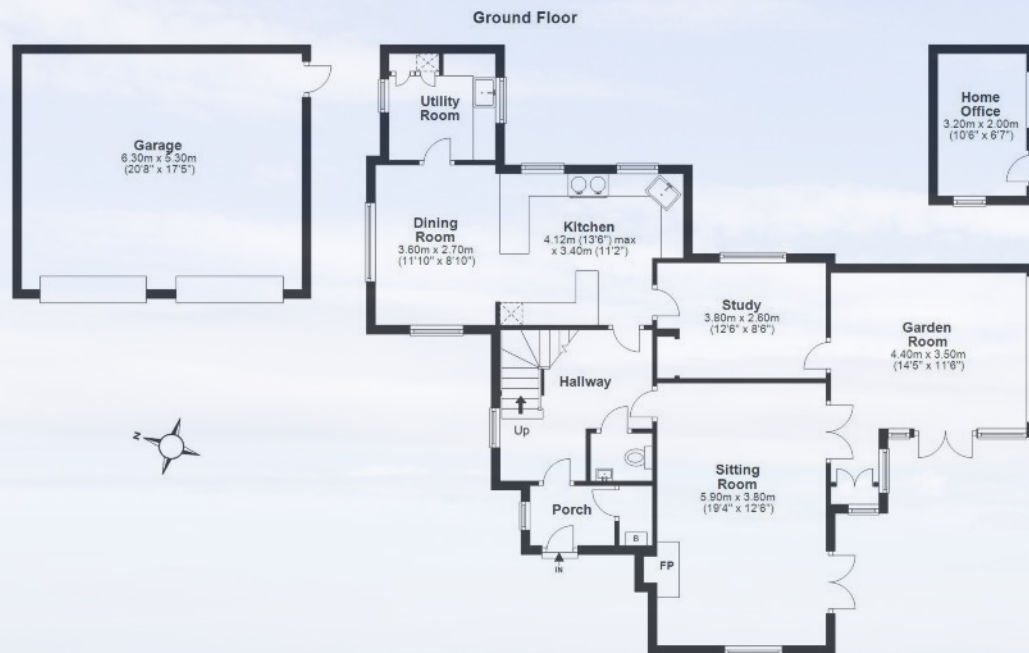 Ground Floor
Garage
6.30m x 5.30m
(20'8" x 17'5")
Utility
Room
Home
Office
3.20m x 2.00m
(10'6" x 6'7")
Dining
Room
3.60m x 2.70m
(11'10" x 8'10")
Kitchen
4.12m (13'6") max
x 3.40m (11'2")
Study
3.80m x 2.60m
(12'6" x 8'6")
Garden
Room
4.40m x 3.50m
(14'5" x 11'6")
Hallway
Up
N
Sitting
Room
5.90m x 3.80m
(19'4" x 12'6")
Porch
B
FP
IN